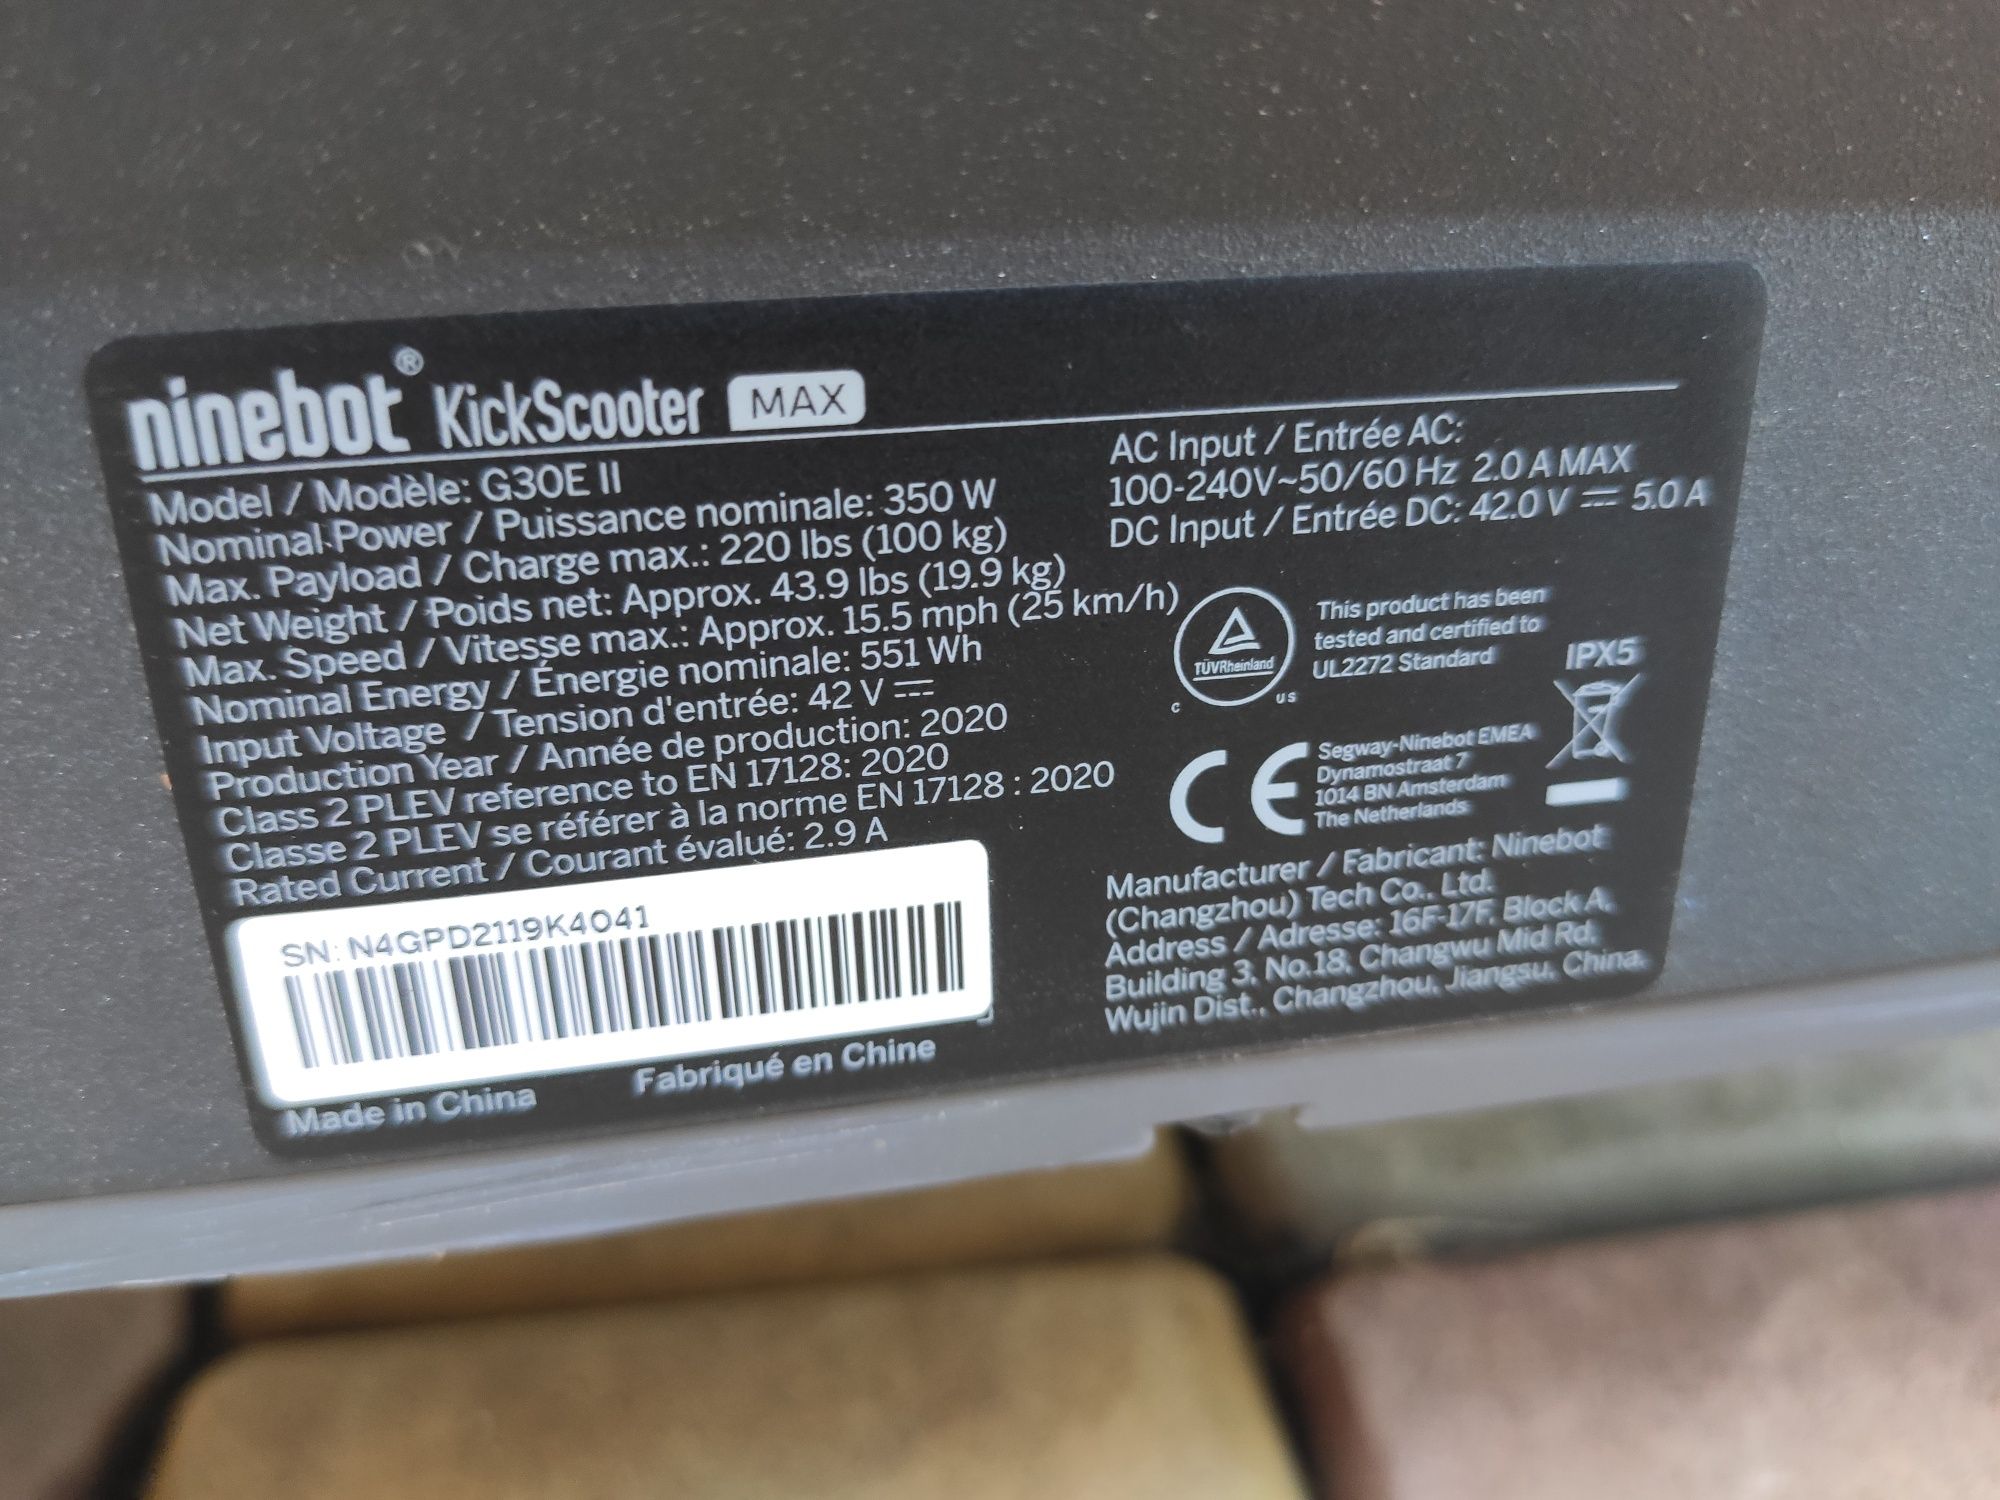 ninebot® KickScooter MAX
Model / Modèle: G30E II
Nominal Power / Puissance nominale: 350 W
Max. Payload / Charge max.: 220 lbs (100 kg)
Net Weight / Poids net: Approx. 43.9 lbs (19.9 kg)
Max. Speed / Vitesse max.: Approx. 15.5 mph (25 km/h)
Nominal Energy / Énergie nominale: 551 Wh
Input Voltage / Tension d'entrée: 42 V ⎓
Production Year / Année de production: 2020
Class 2 PLEV reference to EN 17128: 2020
Classe 2 PLEV se référer à la norme EN 17128 : 2020
Rated Current / Courant évalué: 2.9 A
SN: N4GPD2119K4041
Made in China Fabriqué en Chine
AC Input / Entrée AC:
100-240V~50/60 Hz 2.0 A MAX
DC Input / Entrée DC: 42.0 V ⎓ 5.0 A
TÜVRheinland
c us
This product has been
tested and certified to
UL2272 Standard
IPX5
CE
Segway-Ninebot EMEA
Dynamostraat 7
1014 BN Amsterdam
The Netherlands
Manufacturer / Fabricant: Ninebot
(Changzhou) Tech Co., Ltd.
Address / Adresse: 16F-17F, Block A,
Building 3, No.18, Changwu Mid Rd,
Wujin Dist., Changzhou, Jiangsu, China.